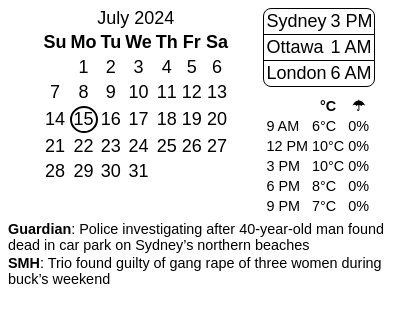 July 2024
Su Mo Tu We Th Fr Sa
1 2 3 4 5 6
7 8 9 10 11 12 13
14 15 16 17 18 19 20
21 22 23 24 25 26 27
28 29 30 31
Sydney 3 PM
Ottawa 1 AM
London 6 AM
°C ☂
9 AM 6°C 0%
12 PM 10°C 0%
3 PM 10°C 0%
6 PM 8°C 0%
9 PM 7°C 0%
Guardian: Police investigating after 40-year-old man found
dead in car park on Sydney’s northern beaches
SMH: Trio found guilty of gang rape of three women during
buck’s weekend